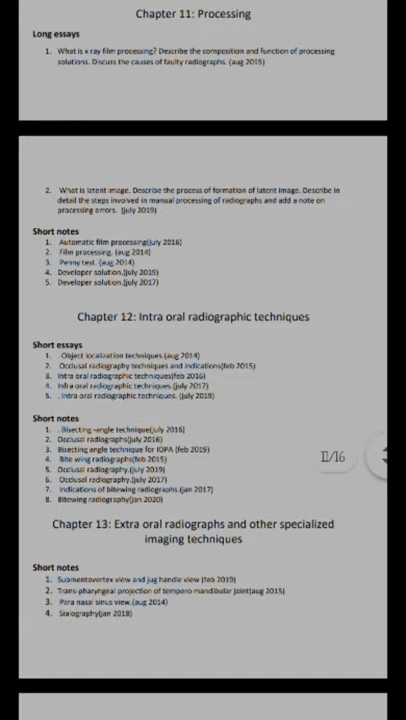 Chapter 11: Processing
Long essays
1. What is x ray film processing? Describe the composition and function of processing
solutions. Discuss the causes of faulty radiographs. (aug 2015)
2. What is latent image. Describe the process of formation of latent image. Describe in
detail the steps involved in manual processing of radiographs and add a note on
processing errors. (july 2019)
Short notes
1. Automatic film processing(july 2016)
2. Film processing. (aug 2014)
3. Penny test. (aug 2014)
4. Developer solution.(july 2019)
5. Developer solution.(july 2017)
Chapter 12: Intra oral radiographic techniques
Short essays
1. . Object localization techniques.(aug 2014)
2. Occlusal radiography techniques and indications(feb 2015)
3. Intra oral radiographic techniques(feb 2016)
4. Infra oral radiographic techniques.(july 2017)
5. . Intra oral radiographic techniques. (july 2019)
Short notes
1. . Bisecting -angle technique(july 2016)
2. Occlusal radiographs(july 2016)
3. Bisecting angle technique for IOPA (feb 2019)
4. Bite wing radiographs(feb 2015)
5. Occlusal radiography.(july 2019)
6. Occlusal radiography.(july 2017)
7. Indications of bitewing radiographs.(jan 2017)
8. Bitewing radiography(jan 2020)
11/16
Chapter 13: Extra oral radiographs and other specialized
imaging techniques
Short notes
1. Submentovertex view and jug handle view (feb 2019)
2. Trans-pharyngeal projection of tempero mandibular joint(aug 2015)
3. Para nasal sinus view.(aug 2014)
4. Sialography(jan 2018)